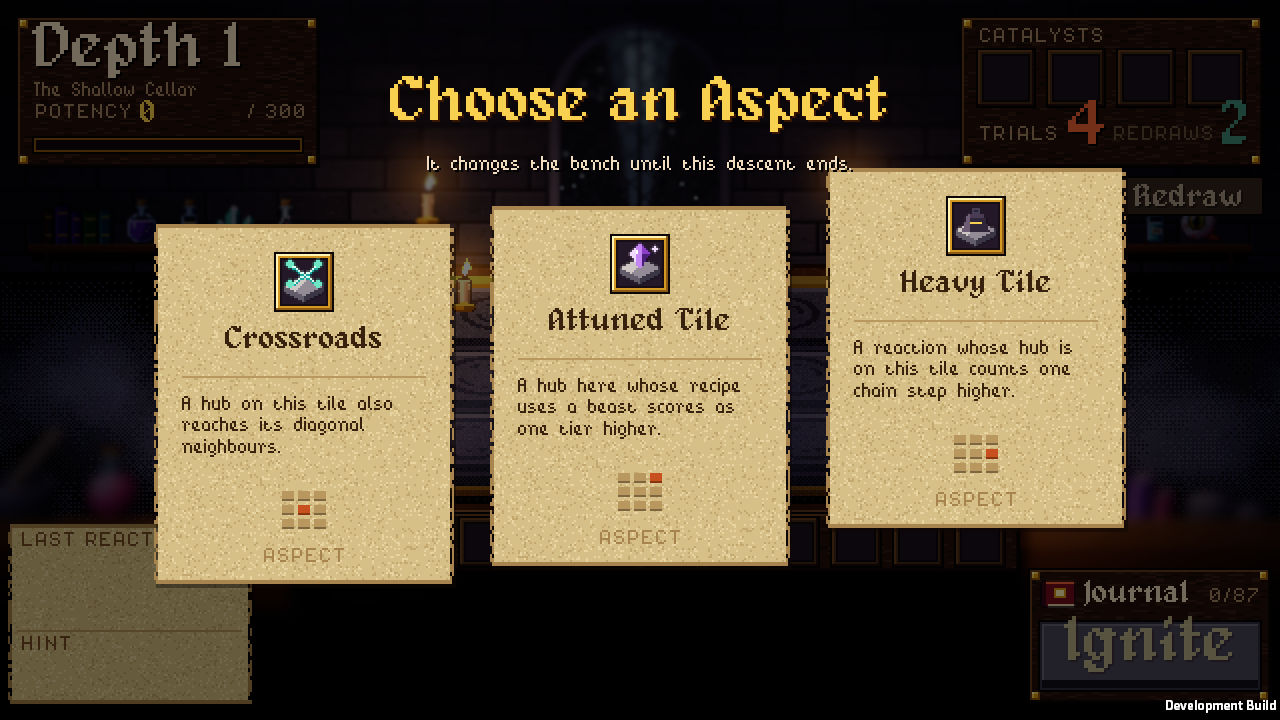 Depth 1
The Shallow Cellar
POTENCY 0 / 300
CATALYSTS
TRIALS 4 REDRAWS 2
Redraw
Choose an Aspect
It changes the bench until this descent ends.
Crossroads
A hub on this tile also
reaches its diagonal
neighbours.
ASPECT
Attuned Tile
A hub here whose recipe
uses a beast scores as
one tier higher.
ASPECT
Heavy Tile
A reaction whose hub is
on this tile counts one
chain step higher.
ASPECT
LAST REACT
HINT
Journal 0/87
Ignite
Development Build